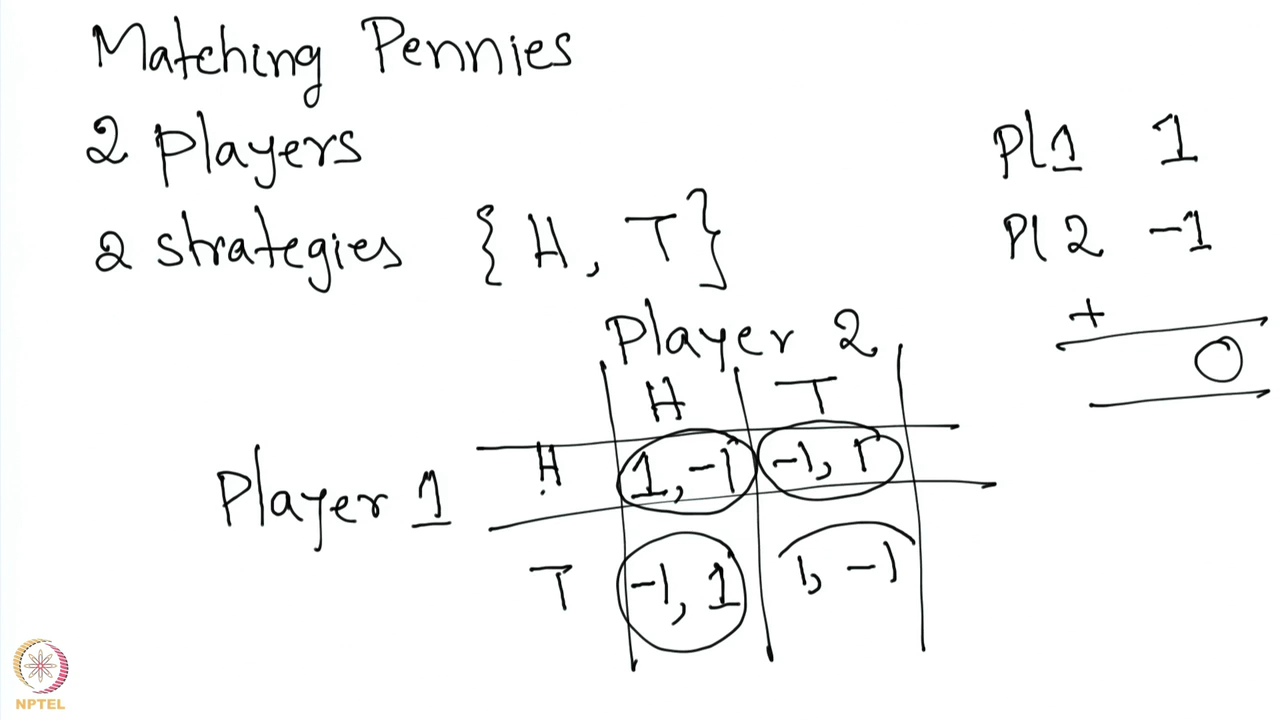 Matching Pennies
2 players
2 strategies { H, T }
Pl 1 1
Pl 2 -1
+
0
Player 2
H T
Player 1
H 1, -1 -1, 1
T -1, 1 1, -1
NPTEL